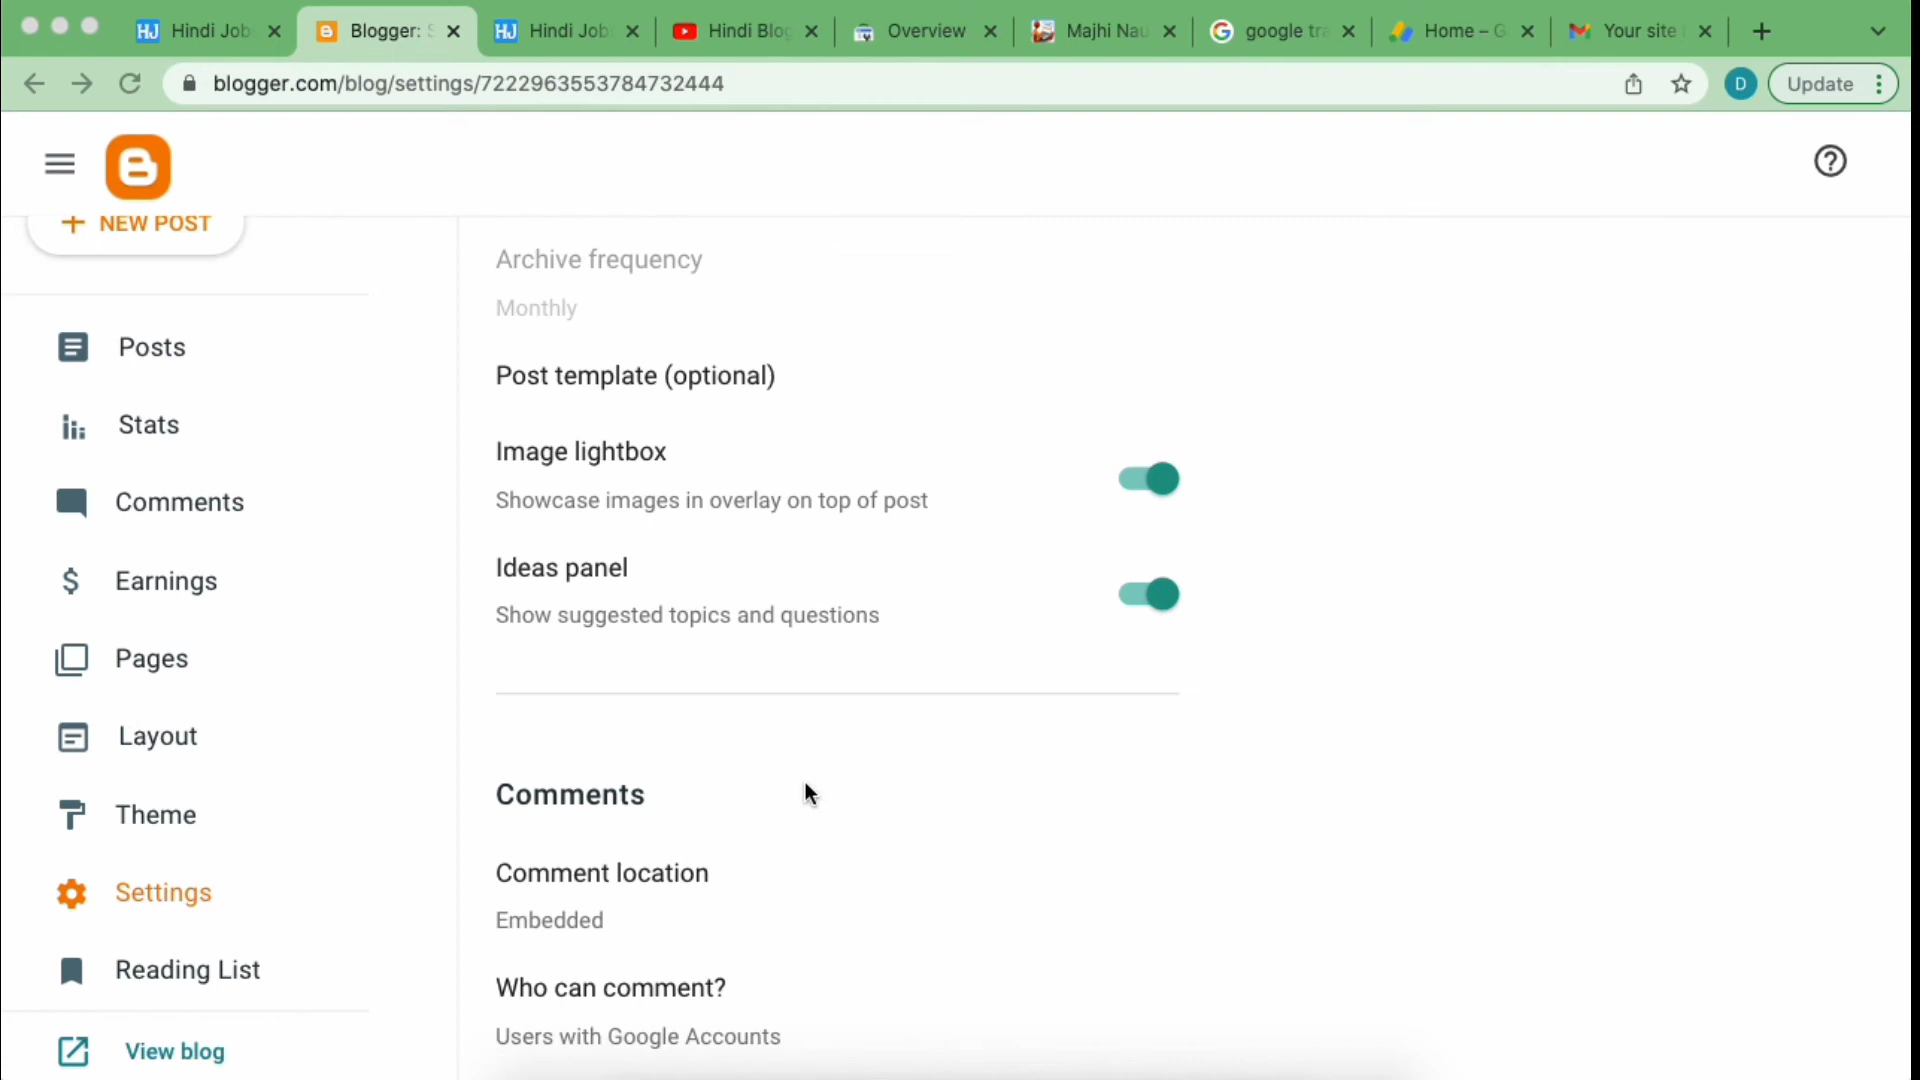 Hindi Job
Blogger: S
Hindi Job
Hindi Blog
Overview
Majhi Nau
google tra
Home – G
Your site
blogger.com/blog/settings/7222963553784732444
D
Update
NEW POST
Posts
Stats
Comments
Earnings
Pages
Layout
Theme
Settings
Reading List
View blog
Archive frequency
Monthly
Post template (optional)
Image lightbox
Showcase images in overlay on top of post
Ideas panel
Show suggested topics and questions
Comments
Comment location
Embedded
Who can comment?
Users with Google Accounts